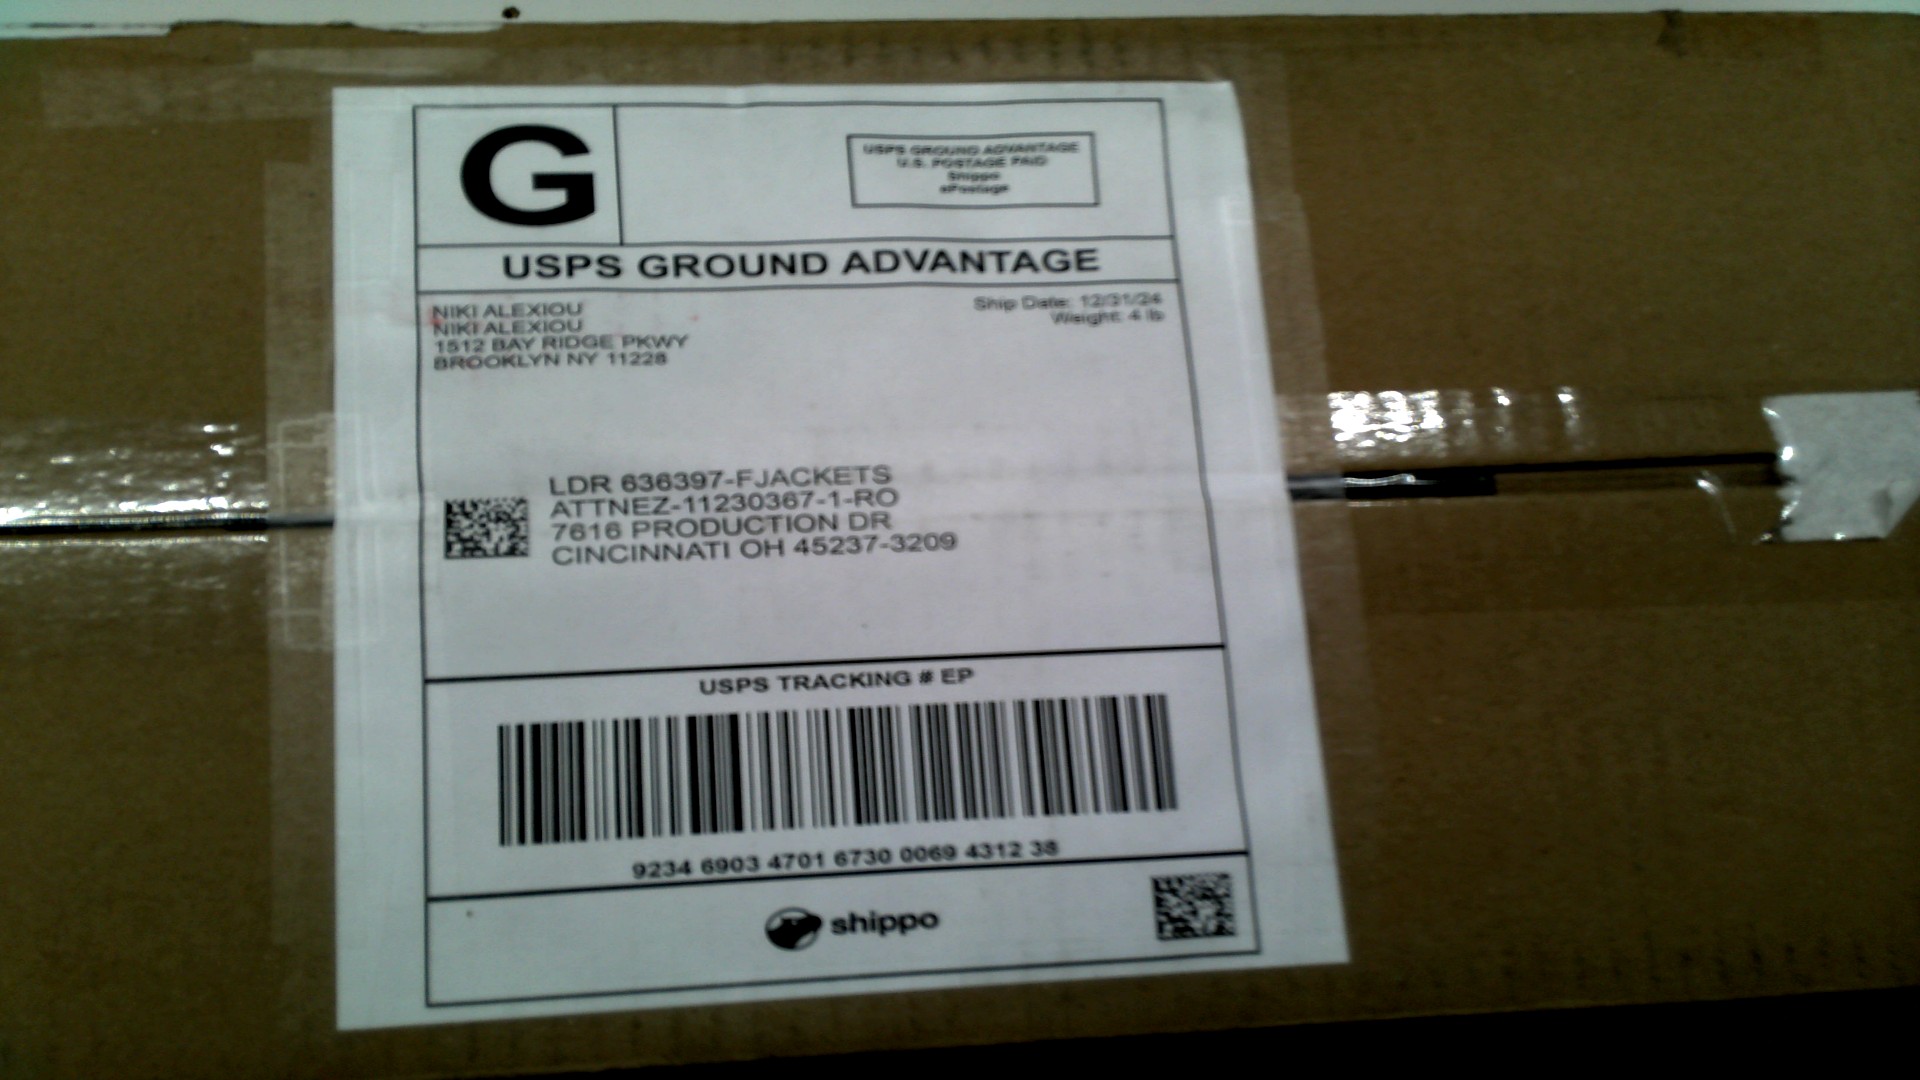 G
USPS GROUND ADVANTAGE
U.S. POSTAGE PAID
Shippo
ePostage
USPS GROUND ADVANTAGE
NIKI ALEXIOU
NIKI ALEXIOU
1512 BAY RIDGE PKWY
BROOKLYN NY 11228
Ship Date: 12/31/24
Weight: 4 lb
LDR 636397-FJACKETS
ATTNEZ-11230367-1-RO
7616 PRODUCTION DR
CINCINNATI OH 45237-3209
USPS TRACKING # EP
9234 6903 4701 6730 0069 4312 38
shippo